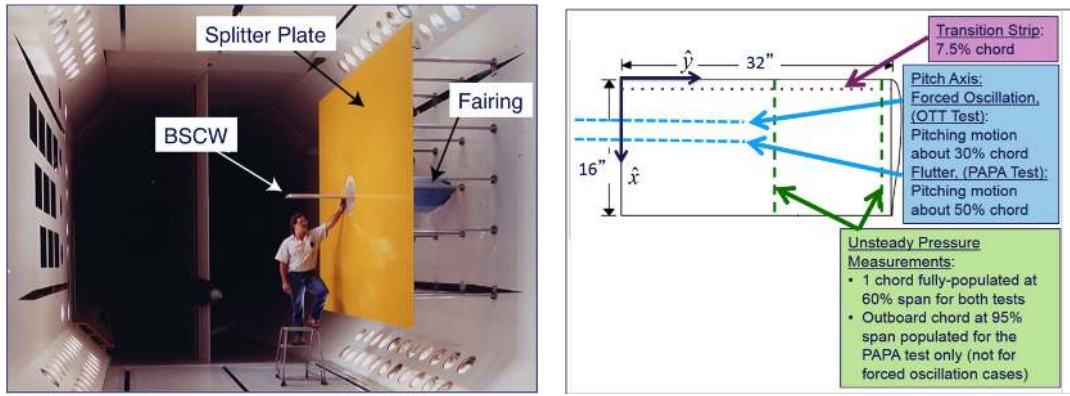 Splitter Plate
Fairing
BSCW
Transition Strip:
7.5% chord
ŷ
32”
16”
x̂
Pitch Axis:
Forced Oscillation,
(OTT Test):
Pitching motion
about 30% chord
Flutter, (PAPA Test):
Pitching motion
about 50% chord
Unsteady Pressure
Measurements:
• 1 chord fully-populated at
60% span for both tests
• Outboard chord at 95%
span populated for the
PAPA test only (not for
forced oscillation cases)